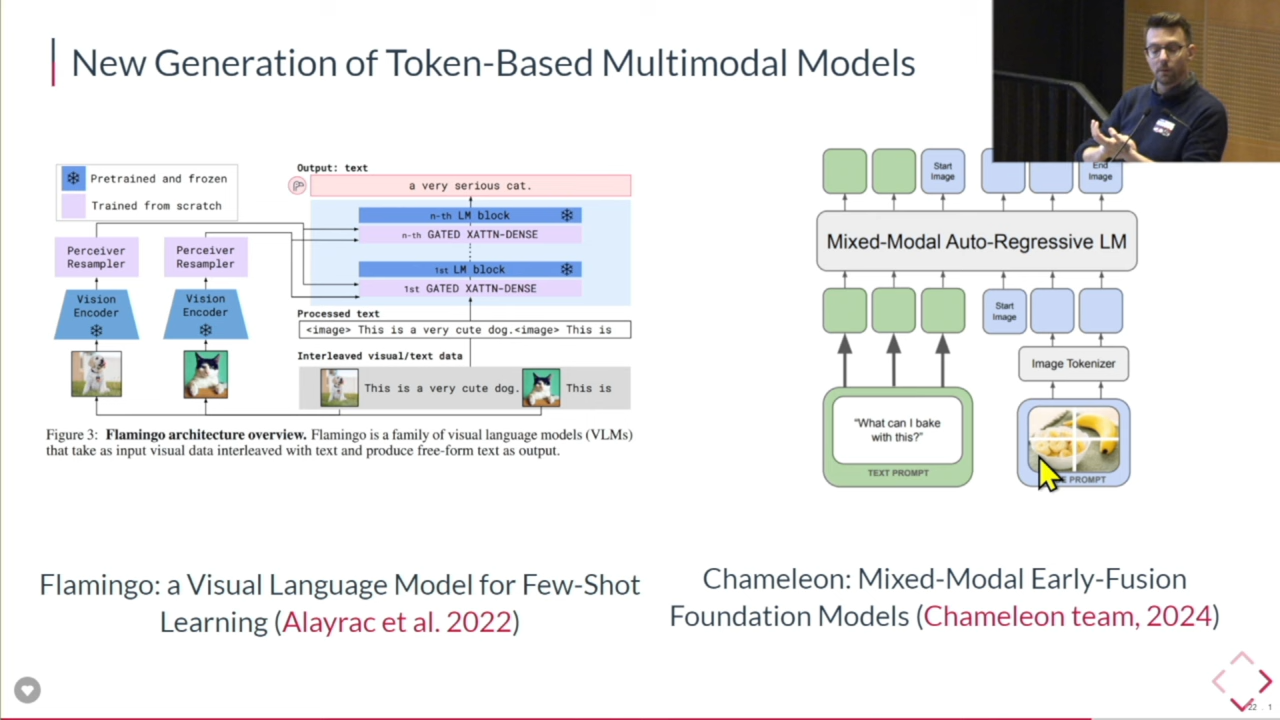 New Generation of Token-Based Multimodal Models
Pretrained and frozen
Trained from scratch
Perceiver
Resampler
Perceiver
Resampler
Vision
Encoder
Vision
Encoder
Output: text
a very serious cat.
n-th LM block
n-th GATED XATTN-DENSE
1st LM block
1st GATED XATTN-DENSE
Processed text
<image> This is a very cute dog.<image> This is
Interleaved visual/text data
This is a very cute dog.
This is
Figure 3: Flamingo architecture overview. Flamingo is a family of visual language models (VLMs)
that take as input visual data interleaved with text and produce free-form text as output.
Flamingo: a Visual Language Model for Few-Shot
Learning (Alayrac et al. 2022)
Start
Image
End
Image
Mixed-Modal Auto-Regressive LM
Start
Image
Image Tokenizer
"What can I bake
with this?"
TEXT PROMPT
PROMPT
Chameleon: Mixed-Modal Early-Fusion
Foundation Models (Chameleon team, 2024)
22 . 1